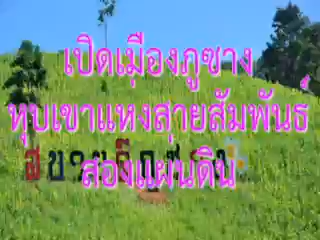 เปิดเมืองภูซาง
หุบเขาแห่งสายสัมพันธ์
สองแผ่นดิน